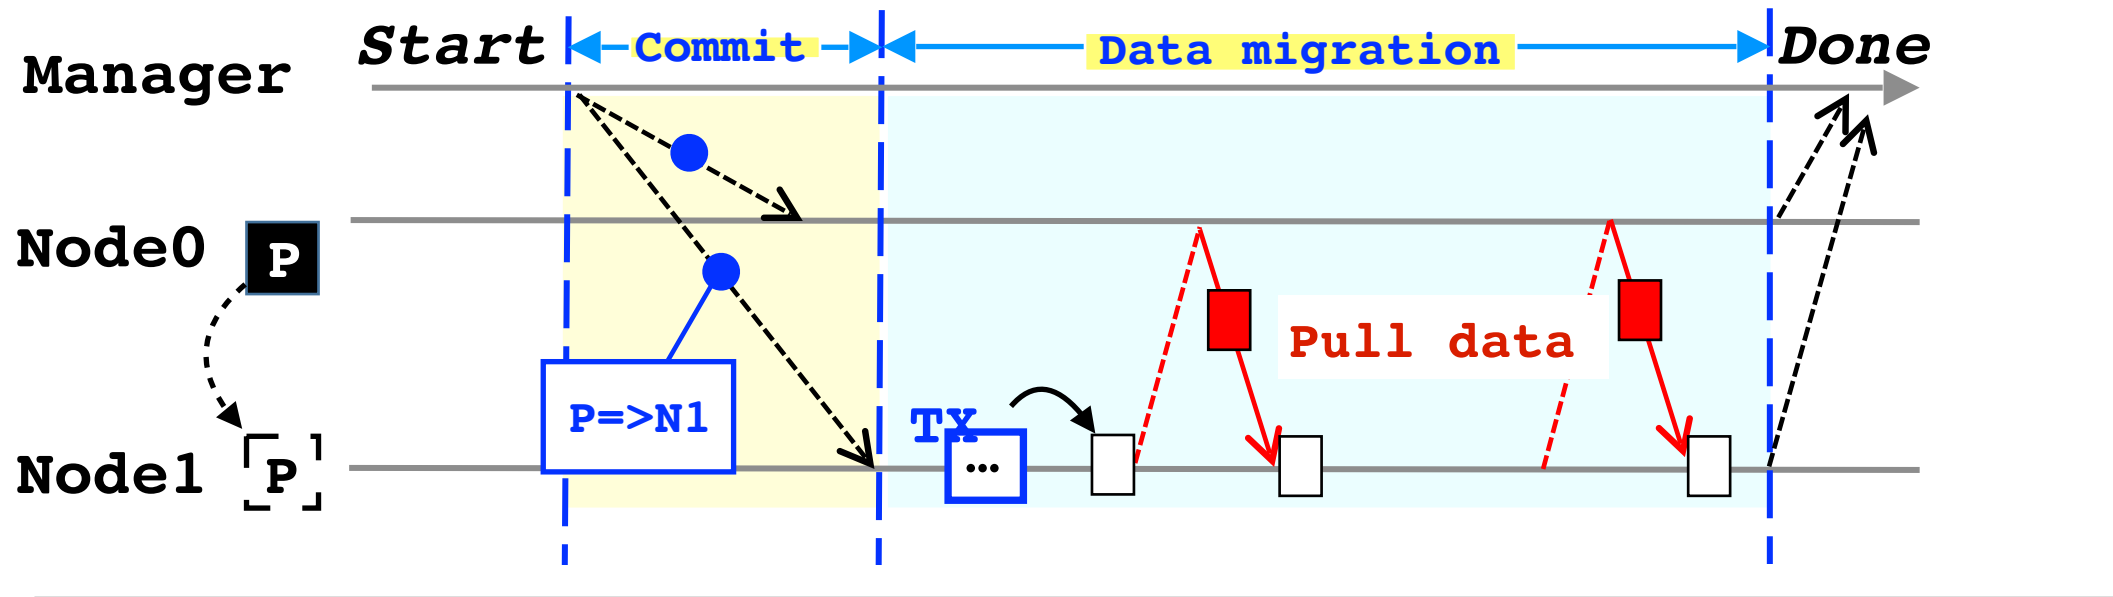 Start
Commit
Data migration
Done
Manager
Node0
P
P=>N1
Pull data
TX
...
Node1
P